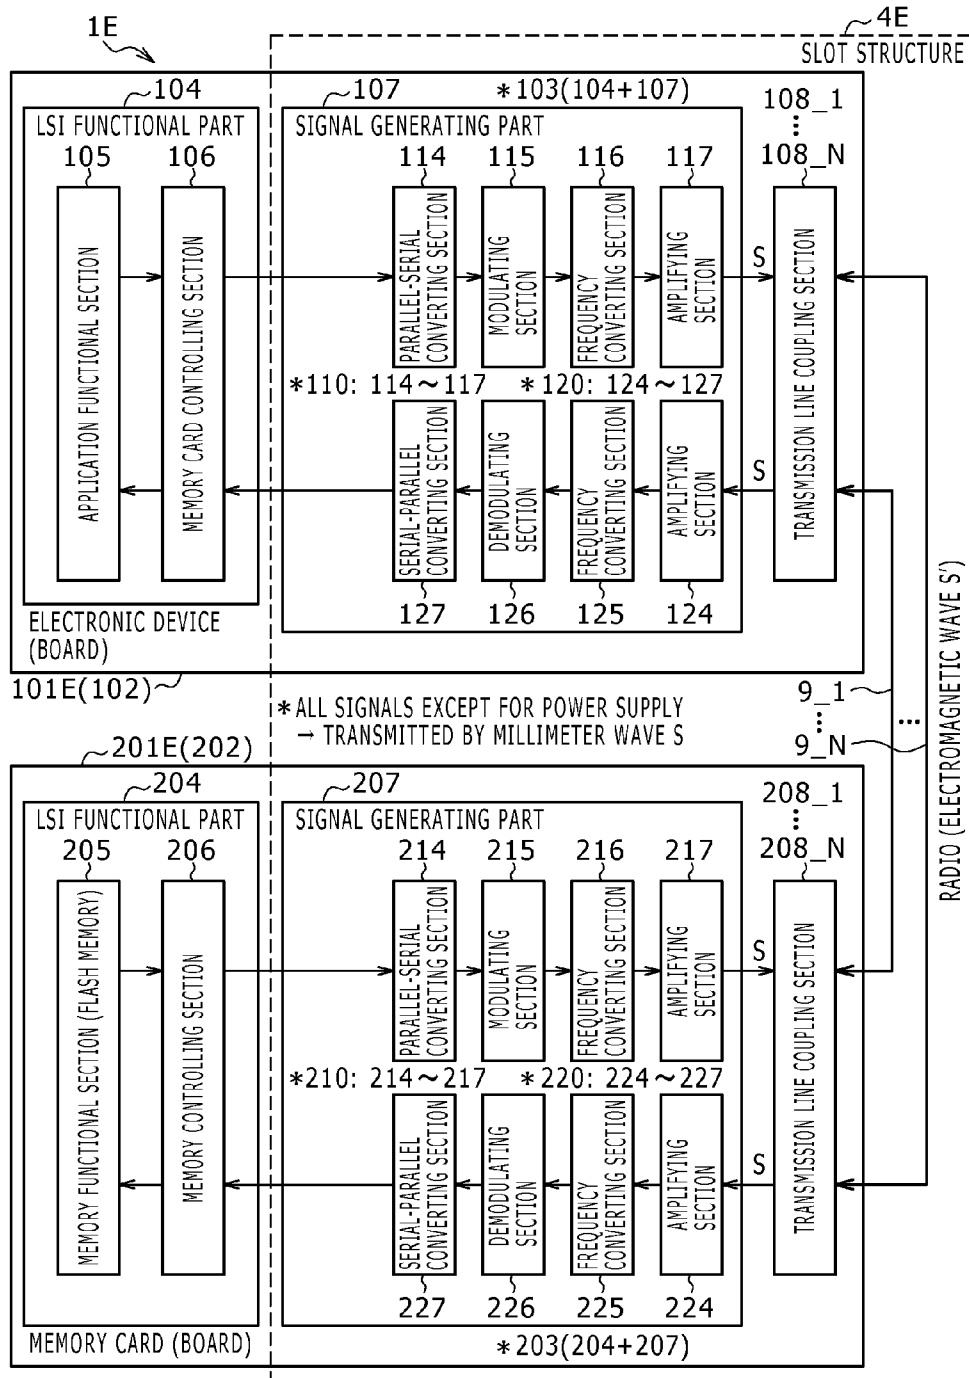 1E
4E
SLOT STRUCTURE
*103(104+107)
104
107
LSI FUNCTIONAL PART
SIGNAL GENERATING PART
108_1
⋮
108_N
105
106
114
115
116
117
APPLICATION FUNCTIONAL SECTION
MEMORY CARD CONTROLLING SECTION
PARALLEL-SERIAL
CONVERTING SECTION
MODULATING
SECTION
FREQUENCY
CONVERTING SECTION
AMPLIFYING
SECTION
S
TRANSMISSION LINE COUPLING SECTION
*110: 114~117
*120: 124~127
SERIAL-PARALLEL
CONVERTING SECTION
DEMODULATING
SECTION
FREQUENCY
CONVERTING SECTION
AMPLIFYING
SECTION
S
127
126
125
124
ELECTRONIC DEVICE
(BOARD)
101E(102)
*ALL SIGNALS EXCEPT FOR POWER SUPPLY
→ TRANSMITTED BY MILLIMETER WAVE S
9_1
⋮
9_N
...
RADIO (ELECTROMAGNETIC WAVE S')
201E(202)
204
207
LSI FUNCTIONAL PART
SIGNAL GENERATING PART
208_1
⋮
208_N
205
206
214
215
216
217
MEMORY FUNCTIONAL SECTION (FLASH MEMORY)
MEMORY CONTROLLING SECTION
PARALLEL-SERIAL
CONVERTING SECTION
MODULATING
SECTION
FREQUENCY
CONVERTING SECTION
AMPLIFYING
SECTION
S
TRANSMISSION LINE COUPLING SECTION
*210: 214~217
*220: 224~227
SERIAL-PARALLEL
CONVERTING SECTION
DEMODULATING
SECTION
FREQUENCY
CONVERTING SECTION
AMPLIFYING
SECTION
S
227
226
225
224
MEMORY CARD (BOARD)
*203(204+207)